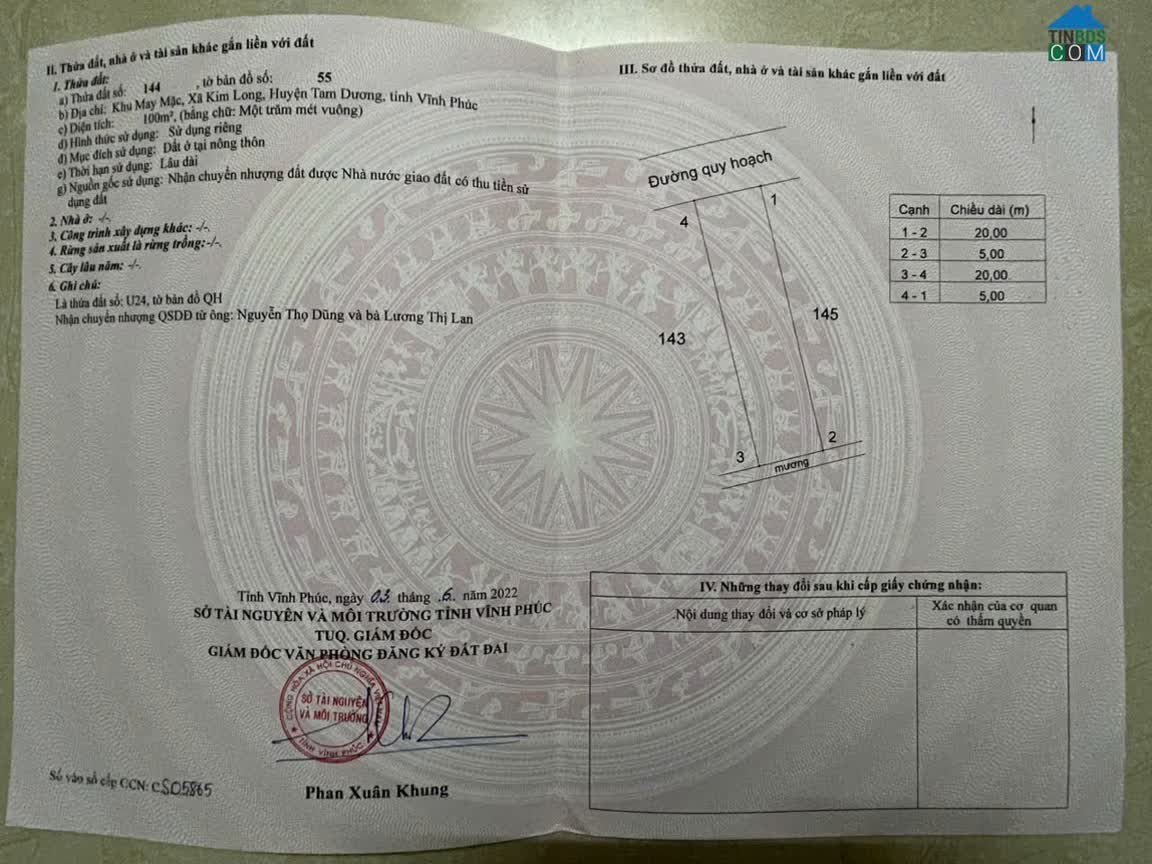 TINBDS
COM
II. Thửa đất, nhà ở và tài sản khác gắn liền với đất
1. Thửa đất:
a) Thửa đất số: 144 , tờ bản đồ số: 55
b) Địa chỉ: Khu May Mặc, Xã Kim Long, Huyện Tam Dương, tỉnh Vĩnh Phúc
c) Diện tích: 100m², (bằng chữ: Một trăm mét vuông)
d) Hình thức sử dụng: Sử dụng riêng
đ) Mục đích sử dụng: Đất ở tại nông thôn
e) Thời hạn sử dụng: Lâu dài
g) Nguồn gốc sử dụng: Nhận chuyển nhượng đất được Nhà nước giao đất có thu tiền sử
dụng đất
2. Nhà ở: -/-.
3. Công trình xây dựng khác: -/-.
4. Rừng sản xuất là rừng trồng:-/-.
5. Cây lâu năm: -/-.
6. Ghi chú:
Là thửa đất số: U24, tờ bản đồ QH
Nhận chuyển nhượng QSDĐ từ ông: Nguyễn Thọ Dũng và bà Lương Thị Lan
Tỉnh Vĩnh Phúc, ngày 03 tháng .6. năm 2022
SỞ TÀI NGUYÊN VÀ MÔI TRƯỜNG TỈNH VĨNH PHÚC
TUQ. GIÁM ĐỐC
GIÁM ĐỐC VĂN PHÒNG ĐĂNG KÝ ĐẤT ĐAI
CỘNG HÒA XÃ HỘI CHỦ NGHĨA VIỆT NAM
SỞ TÀI NGUYÊN
VÀ MÔI TRƯỜNG
TỈNH VĨNH PHÚC
Phan Xuân Khung
Số vào sổ cấp GCN: CS05865
III. Sơ đồ thửa đất, nhà ở và tài sản khác gắn liền với đất
Đường quy hoạch
4
1
143
145
3
2
mương
Cạnh Chiều dài (m)
1 - 2 20,00
2 - 3 5,00
3 - 4 20,00
4 - 1 5,00
IV. Những thay đổi sau khi cấp giấy chứng nhận:
Nội dung thay đổi và cơ sở pháp lý
Xác nhận của cơ quan
có thẩm quyền